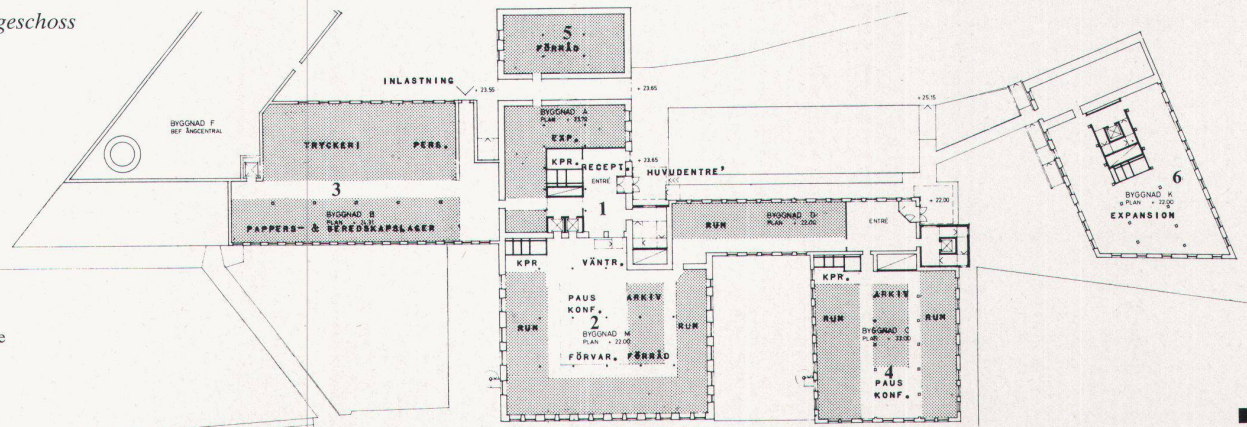 geschoss
5
FÖRRÅD
INLASTNING
+ 23.55
+ 23.65
+ 25.15
BYGGNAD F
BEF ÅNGCENTRAL
BYGGNAD A
PLAN + 23.70
EXP.
TRYCKERI PERS.
KPR. RECEPT.
+ 23.65
HUVUDENTRE'
ENTRÉ
6
BYGGNAD K
PLAN + 22.00
EXPANSION
3
1
BYGGNAD B
PAPPERS- & BEREDSKAPSLAGER
RUM
BYGGNAD D
PLAN + 22.00
ENTRÉ
+ 22.00
KPR
VÄNTR.
KPR.
PAUS
KONF.
ARKIV
RUM
RUM
2
BYGGNAD M
PLAN + 22.00
FÖRVAR. FÖRRÅD
ARKIV
RUM
RUM
BYGGNAD C
PLAN + 22.00
4
PAUS
KONF.
e